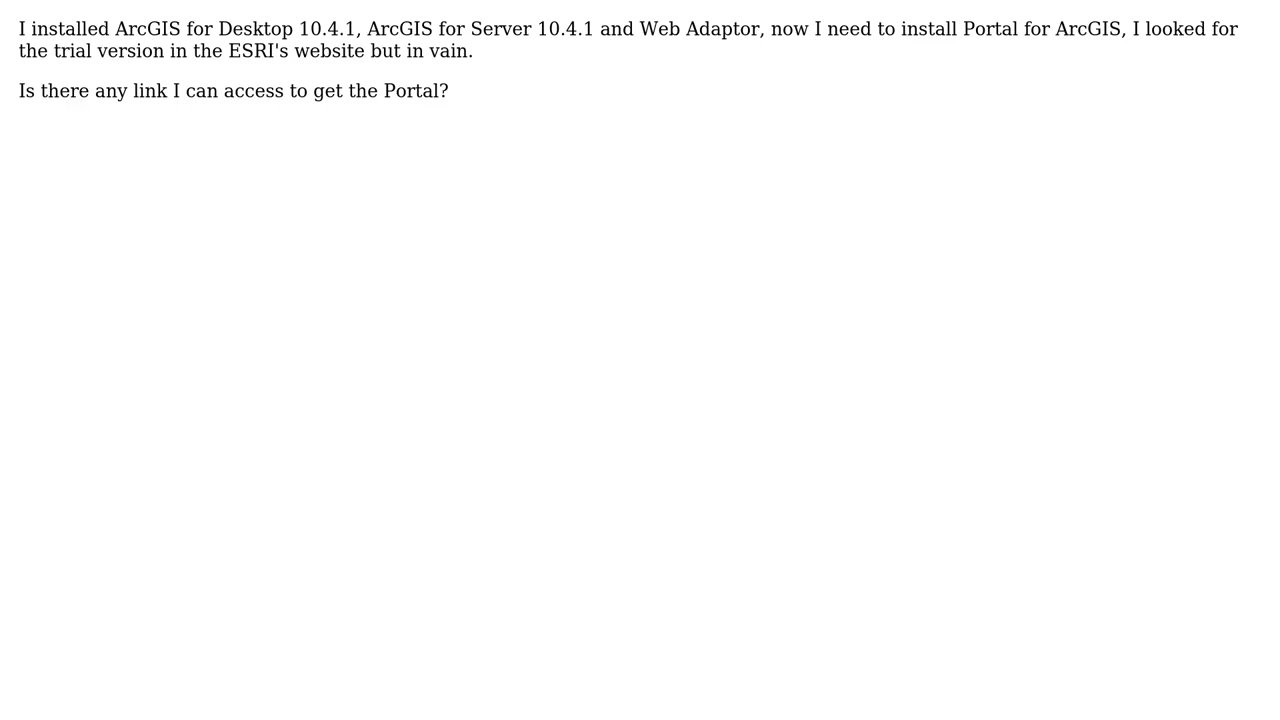 I installed ArcGIS for Desktop 10.4.1, ArcGIS for Server 10.4.1 and Web Adaptor, now I need to install Portal for ArcGIS, I looked for
the trial version in the ESRI's website but in vain.
Is there any link I can access to get the Portal?